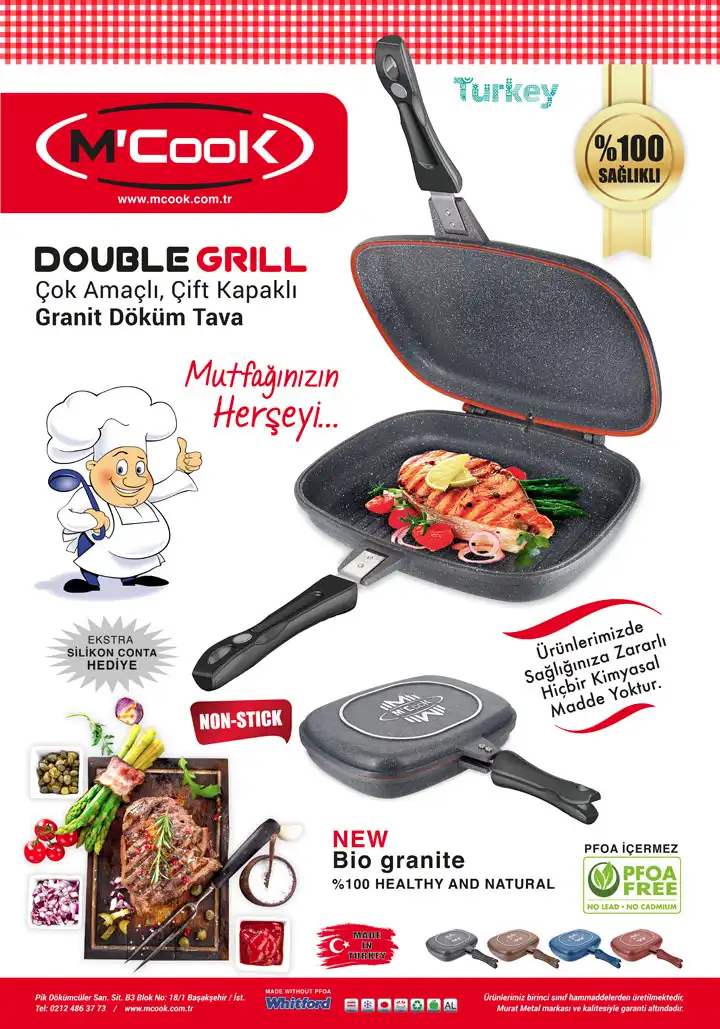 Turkey
%100
SAĞLIKLI
M'CooK
www.mcook.com.tr
DOUBLE GRILL
Çok Amaçlı, Çift Kapaklı
Granit Döküm Tava
Mutfağınızın
Herşeyi...
EKSTRA
SİLİKON CONTA
HEDİYE
NON-STICK
Ürünlerimizde
Sağlığınıza Zararlı
Hiçbir Kimyasal
Madde Yoktur.
M'CooK
NEW
Bio granite
%100 HEALTHY AND NATURAL
PFOA İÇERMEZ
PFOA
FREE
NO LEAD • NO CADMIUM
MADE
IN
TURKEY
Pik Dökümcüler San. Sit. B3 Blok No: 18/1 Başakşehir / İst.
Tel: 0212 486 37 73 / www.mcook.com.tr
MADE WITHOUT PFOA
Whitford
AL
Ürünlerimiz birinci sınıf hammaddelerden üretilmektedir,
Murat Metal markası ve kalitesiyle garanti altındadır.